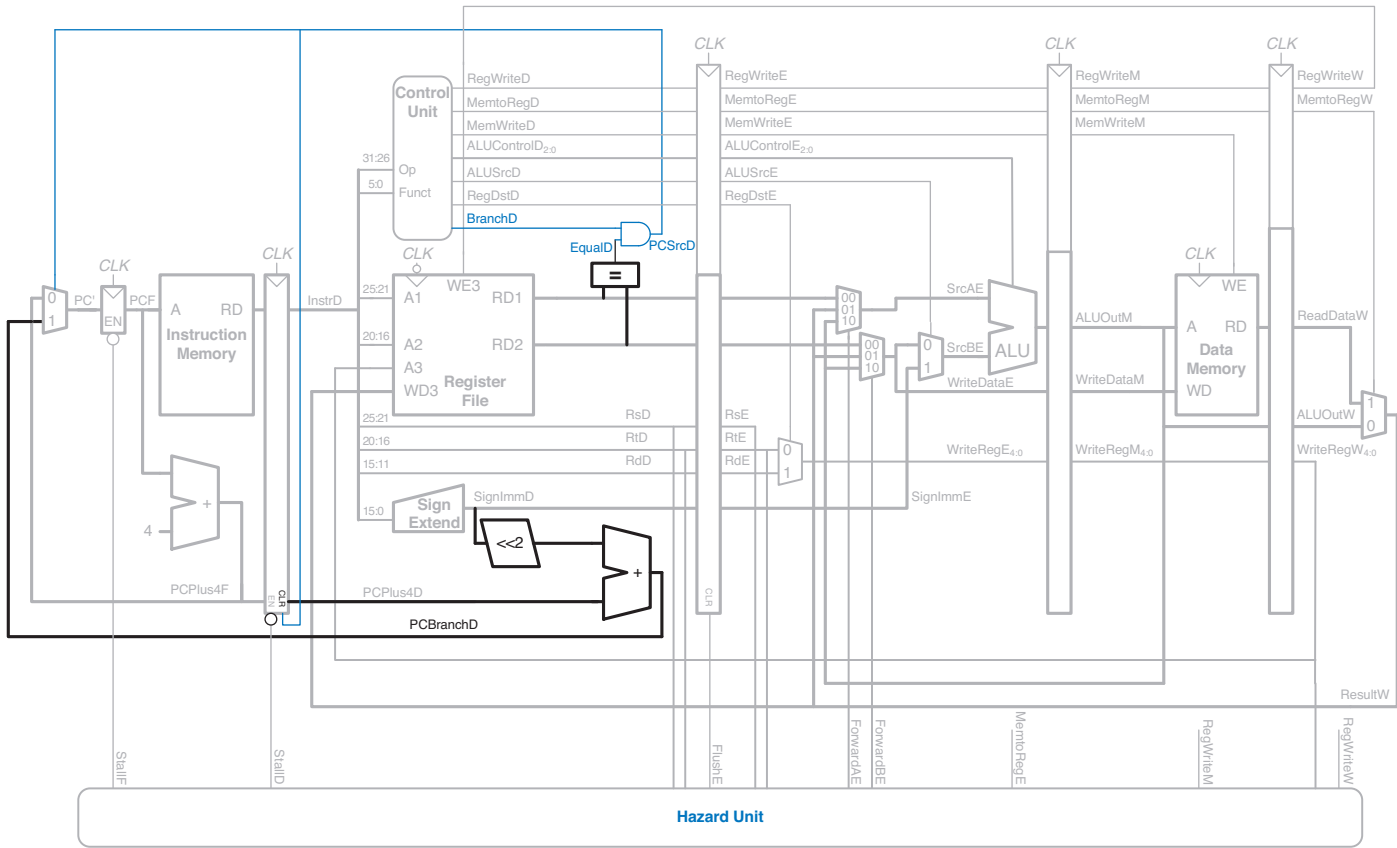 CLK
CLK
CLK
Control
Unit
RegWriteD
RegWriteE
RegWriteM
RegWriteW
MemtoRegD
MemtoRegE
MemtoRegM
MemtoRegW
MemWriteD
MemWriteE
MemWriteM
ALUControlD2:0
ALUControlE2:0
31:26
Op
ALUSrcD
ALUSrcE
5:0
Funct
RegDstD
RegDstE
BranchD
EqualD
PCSrcD
CLK
CLK
CLK
CLK
=
0
1
PC'
EN
PCF
A
RD
Instruction
Memory
InstrD
25:21
A1
WE3
RD1
20:16
A2
RD2
A3
WD3
Register
File
00
01
10
00
01
10
SrcAE
0
1
SrcBE
ALU
WriteDataE
ALUOutM
WriteDataM
WE
A
RD
Data
Memory
WD
ReadDataW
1
0
ALUOutW
25:21
RsD
RsE
20:16
RtD
RtE
15:11
RdD
RdE
0
1
WriteRegE4:0
WriteRegM4:0
WriteRegW4:0
15:0
Sign
Extend
SignImmD
SignImmE
<<2
+
4
+
PCPlus4F
EN
CLR
PCPlus4D
CLR
PCBranchD
ResultW
StallF
StallD
FlushE
ForwardAE
ForwardBE
MemtoRegE
RegWriteM
RegWriteW
Hazard Unit